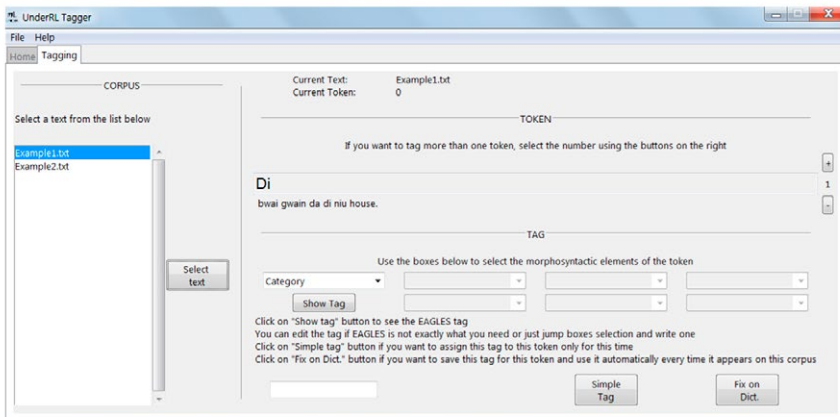 UnderRL Tagger
File Help
Home Tagging
CORPUS
Select a text from the list below
Example1.txt
Example2.txt
Select
text
Current Text: Example1.txt
Current Token: 0
TOKEN
If you want to tag more than one token, select the number using the buttons on the right
+
Di
1
bwai gwain da di niu house.
-
TAG
Use the boxes below to select the morphosyntactic elements of the token
Category
Show Tag
Click on "Show tag" button to see the EAGLES tag
You can edit the tag if EAGLES is not exactly what you need or just jump boxes selection and write one
Click on "Simple tag" button if you want to assign this tag to this token only for this time
Click on "Fix on Dict." button if you want to save this tag for this token and use it automatically every time it appears on this corpus
Simple
Tag
Fix on
Dict.